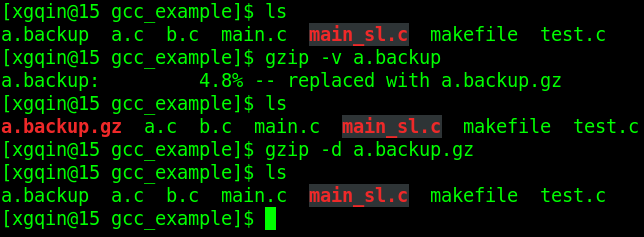 [xgqin@15 gcc_example]$ ls
a.backup  a.c  b.c  main.c  main_sl.c  makefile  test.c
[xgqin@15 gcc_example]$ gzip -v a.backup
a.backup:         4.8% -- replaced with a.backup.gz
[xgqin@15 gcc_example]$ ls
a.backup.gz  a.c  b.c  main.c  main_sl.c  makefile  test.c
[xgqin@15 gcc_example]$ gzip -d a.backup.gz
[xgqin@15 gcc_example]$ ls
a.backup  a.c  b.c  main.c  main_sl.c  makefile  test.c
[xgqin@15 gcc_example]$